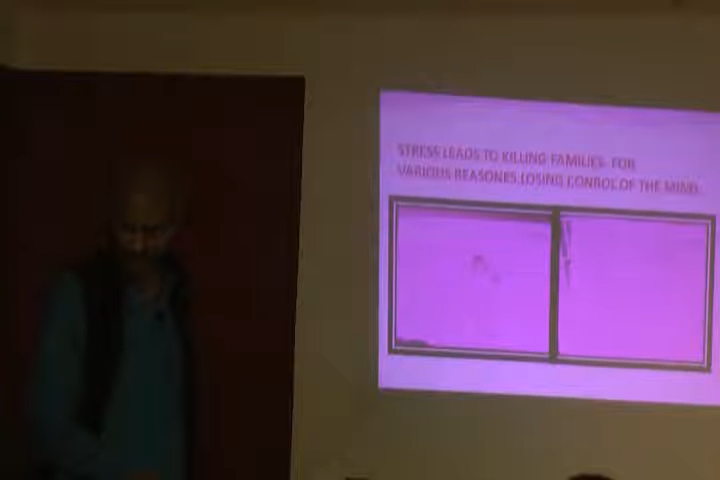 STRESS LEADS TO KILLING FAMILIES- FOR
VARIOUS REASONES.LOSING CONROL OF THE MIND.